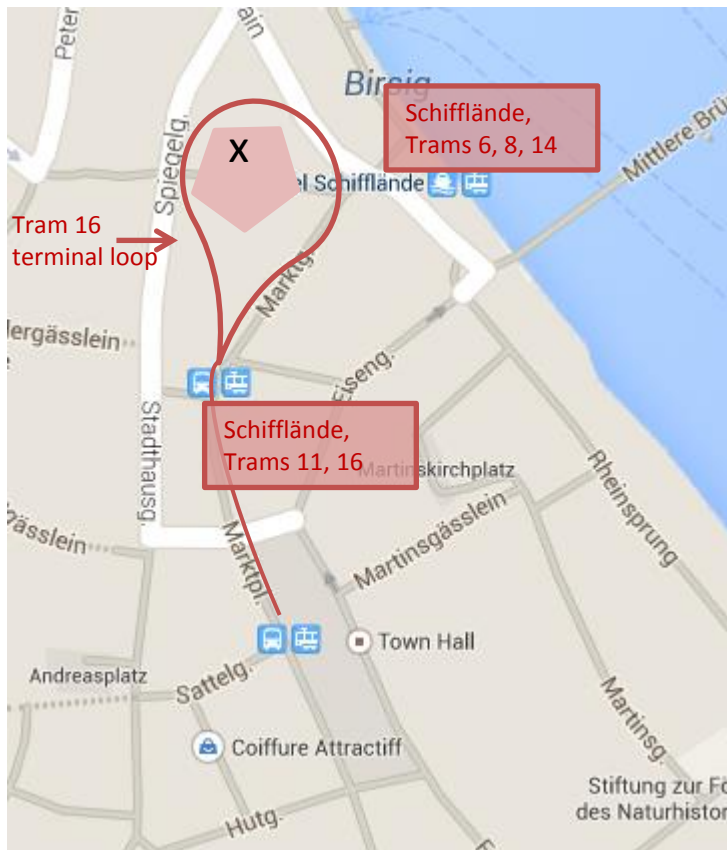 Peter
ain
Birsig
Schifflände,
Trams 6, 8, 14
Mittlere Brü
Spiegelg.
X
el Schifflände
Tram 16
terminal loop
Marktg.
lergässlein
Eiseng.
Stadthausg.
Schifflände,
Trams 11, 16
Martinskirchplatz
Rheinsprung
gässlein
Marktpl.
Martinsgässlein
Town Hall
Andreasplatz
Sattelg.
Martinsg.
Coiffure Attractiff
Stiftung zur Fö
des Naturhistor
Hutg.